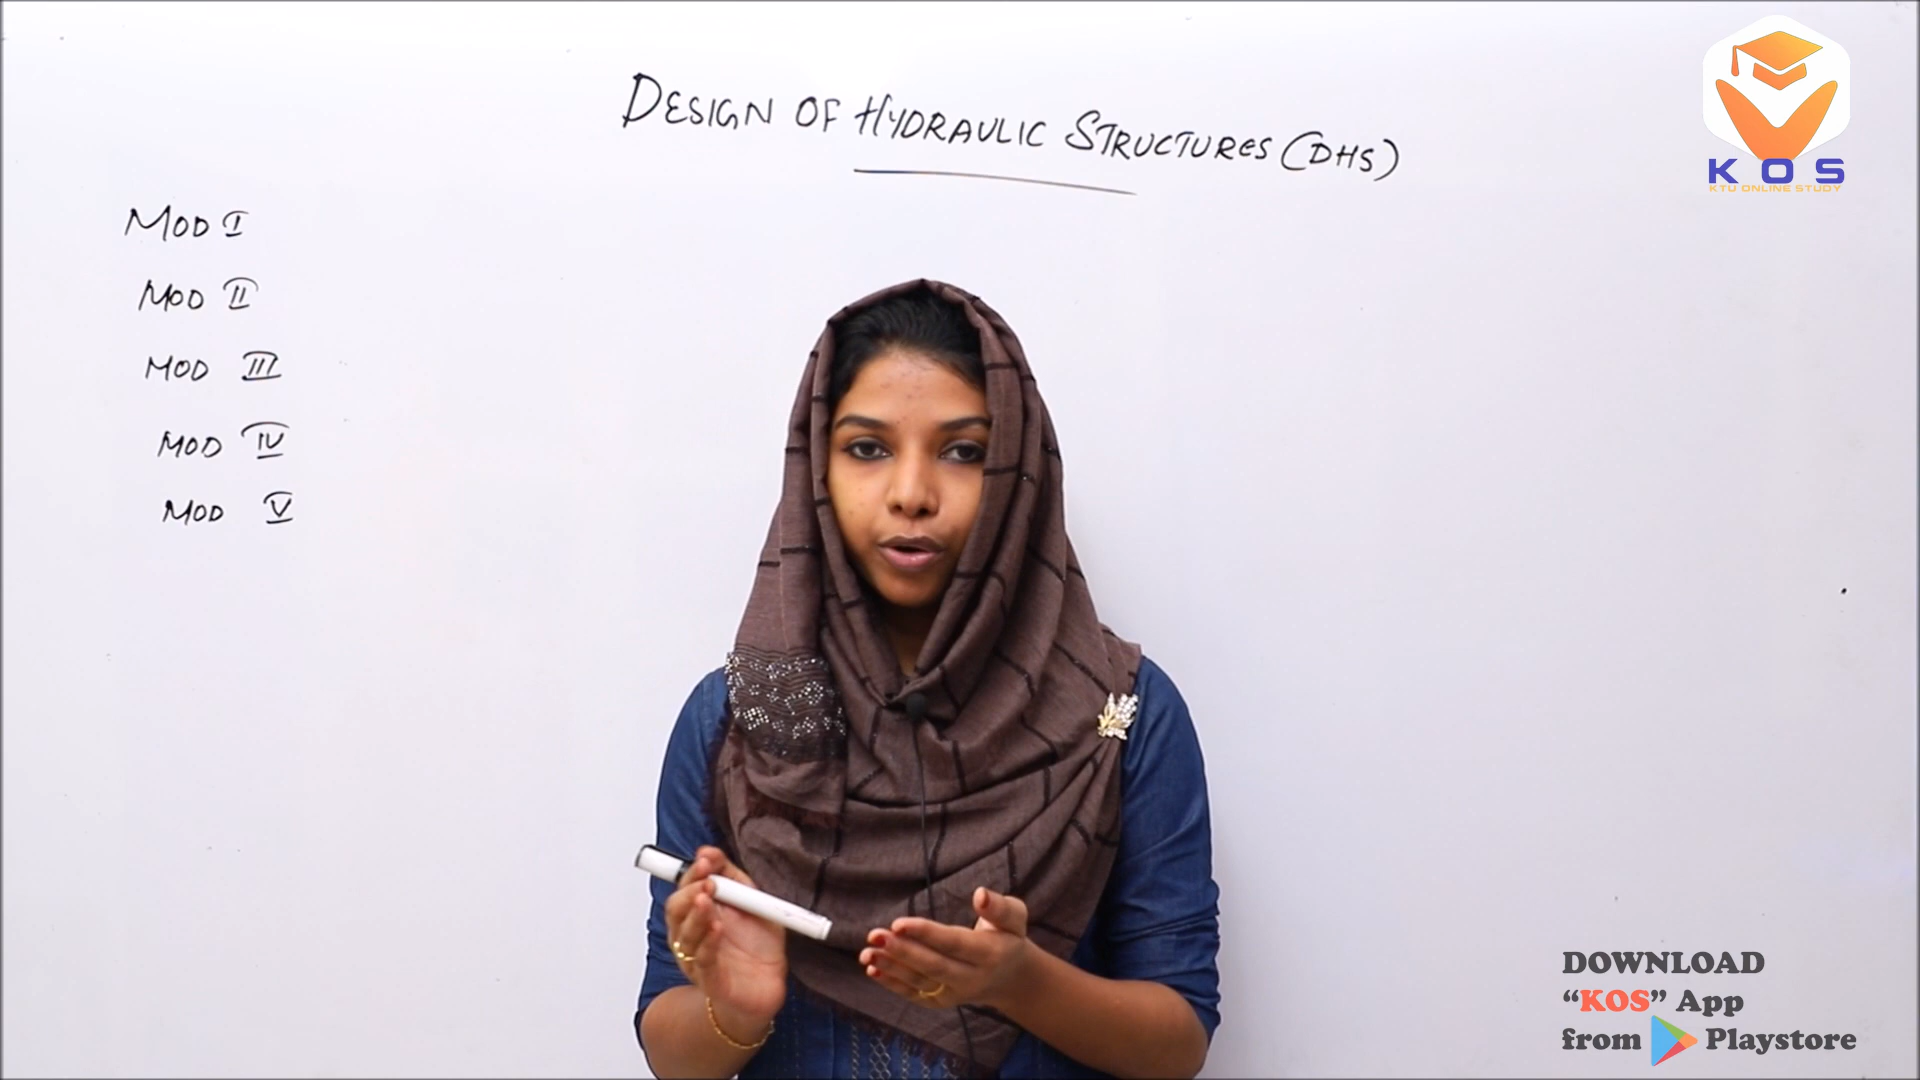 DESIGN OF HYDRAULIC STRUCTURES (DHS)
MOD I
MOD II
MOD III
MOD IV
MOD V
KOS
KTU ONLINE STUDY
DOWNLOAD
“KOS” App
from Playstore